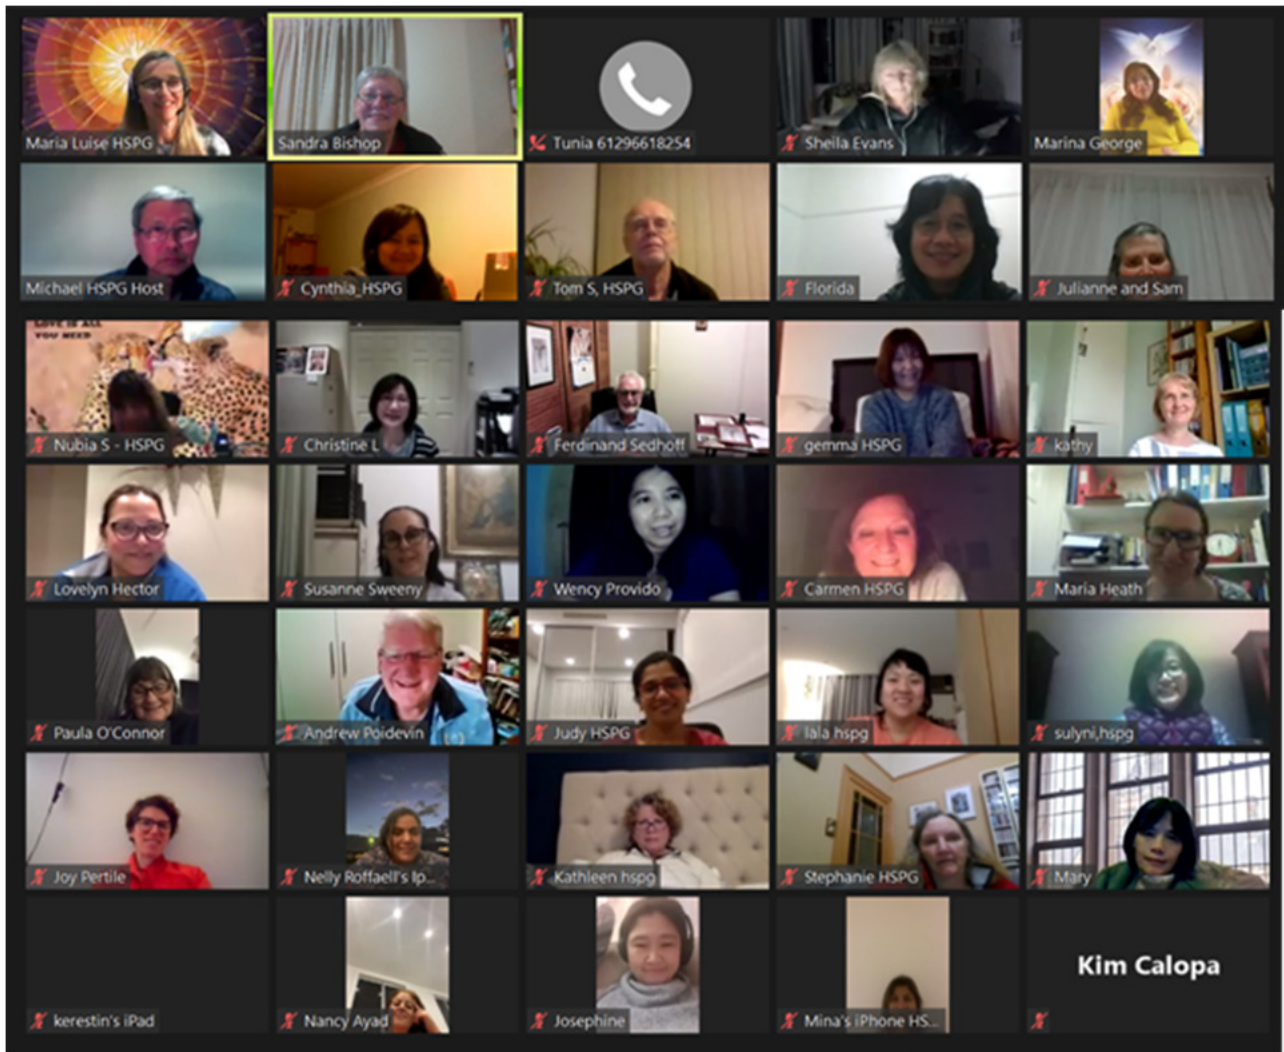 Maria Luise HSPG
Sandra Bishop
Tunia 61296618254
Sheila Evans
Marina George
Michael HSPG Host
Cynthia_HSPG
Tom S, HSPG
Florida
Julianne and Sam
LOVE IS ALL
YOU NEED
Nubia S - HSPG
Christine L
Ferdinand Sedhoff
gemma HSPG
kathy
Lovelyn Hector
Susanne Sweeny
Wency Provido
Carmen HSPG
Maria Heath
Paula O'Connor
Andrew Poidevin
Judy HSPG
lala hspg
sulyni,hspg
Joy Pertile
Nelly Roffaell's Ip...
Kathleen hspg
Stephanie HSPG
Mary
kerestin's iPad
Nancy Ayad
Josephine
Mina's iPhone HS...
Kim Calopa